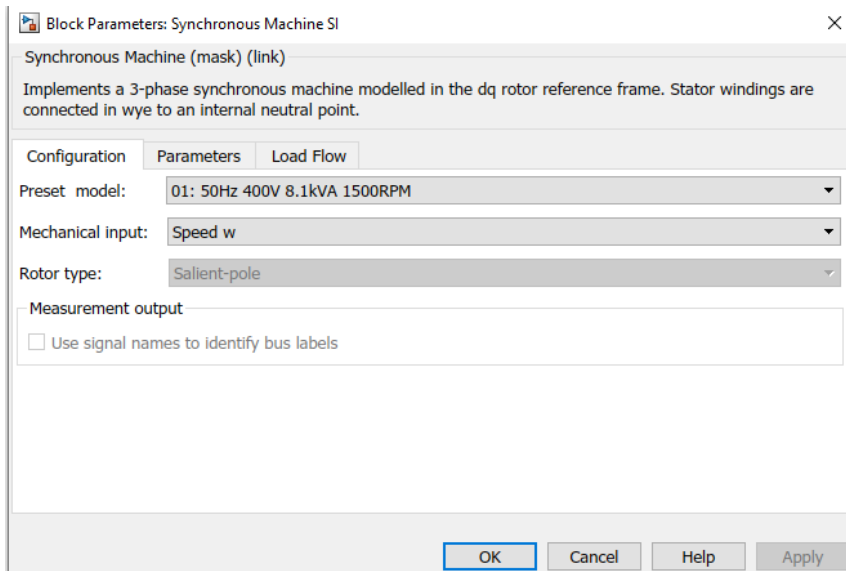 Block Parameters: Synchronous Machine SI
Synchronous Machine (mask) (link)
Implements a 3-phase synchronous machine modelled in the dq rotor reference frame. Stator windings are
connected in wye to an internal neutral point.
Configuration Parameters Load Flow
Preset model: 01: 50Hz 400V 8.1kVA 1500RPM
Mechanical input: Speed w
Rotor type: Salient-pole
Measurement output
Use signal names to identify bus labels
OK Cancel Help Apply